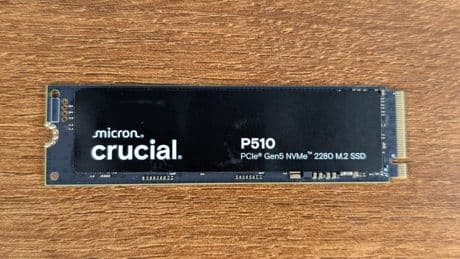 micron®
crucial®
P510
PCIe® Gen5 NVMe™ 2280 M.2 SSD